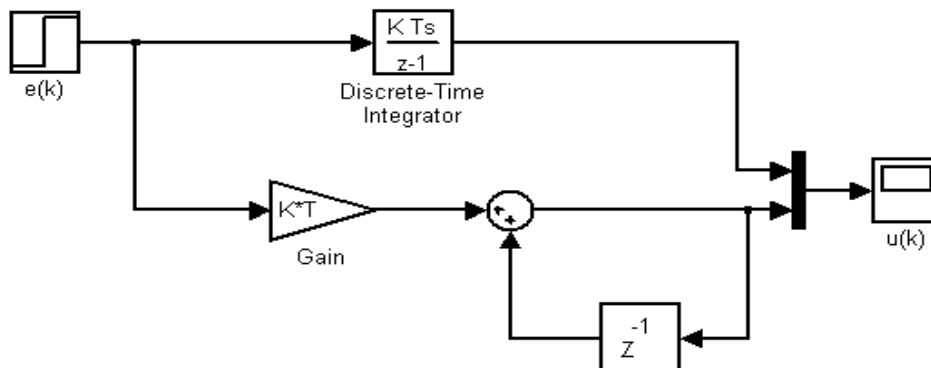 K Ts
z-1
e(k)
Discrete-Time
Integrator
K*T
+
+
Gain
u(k)
-1
Z